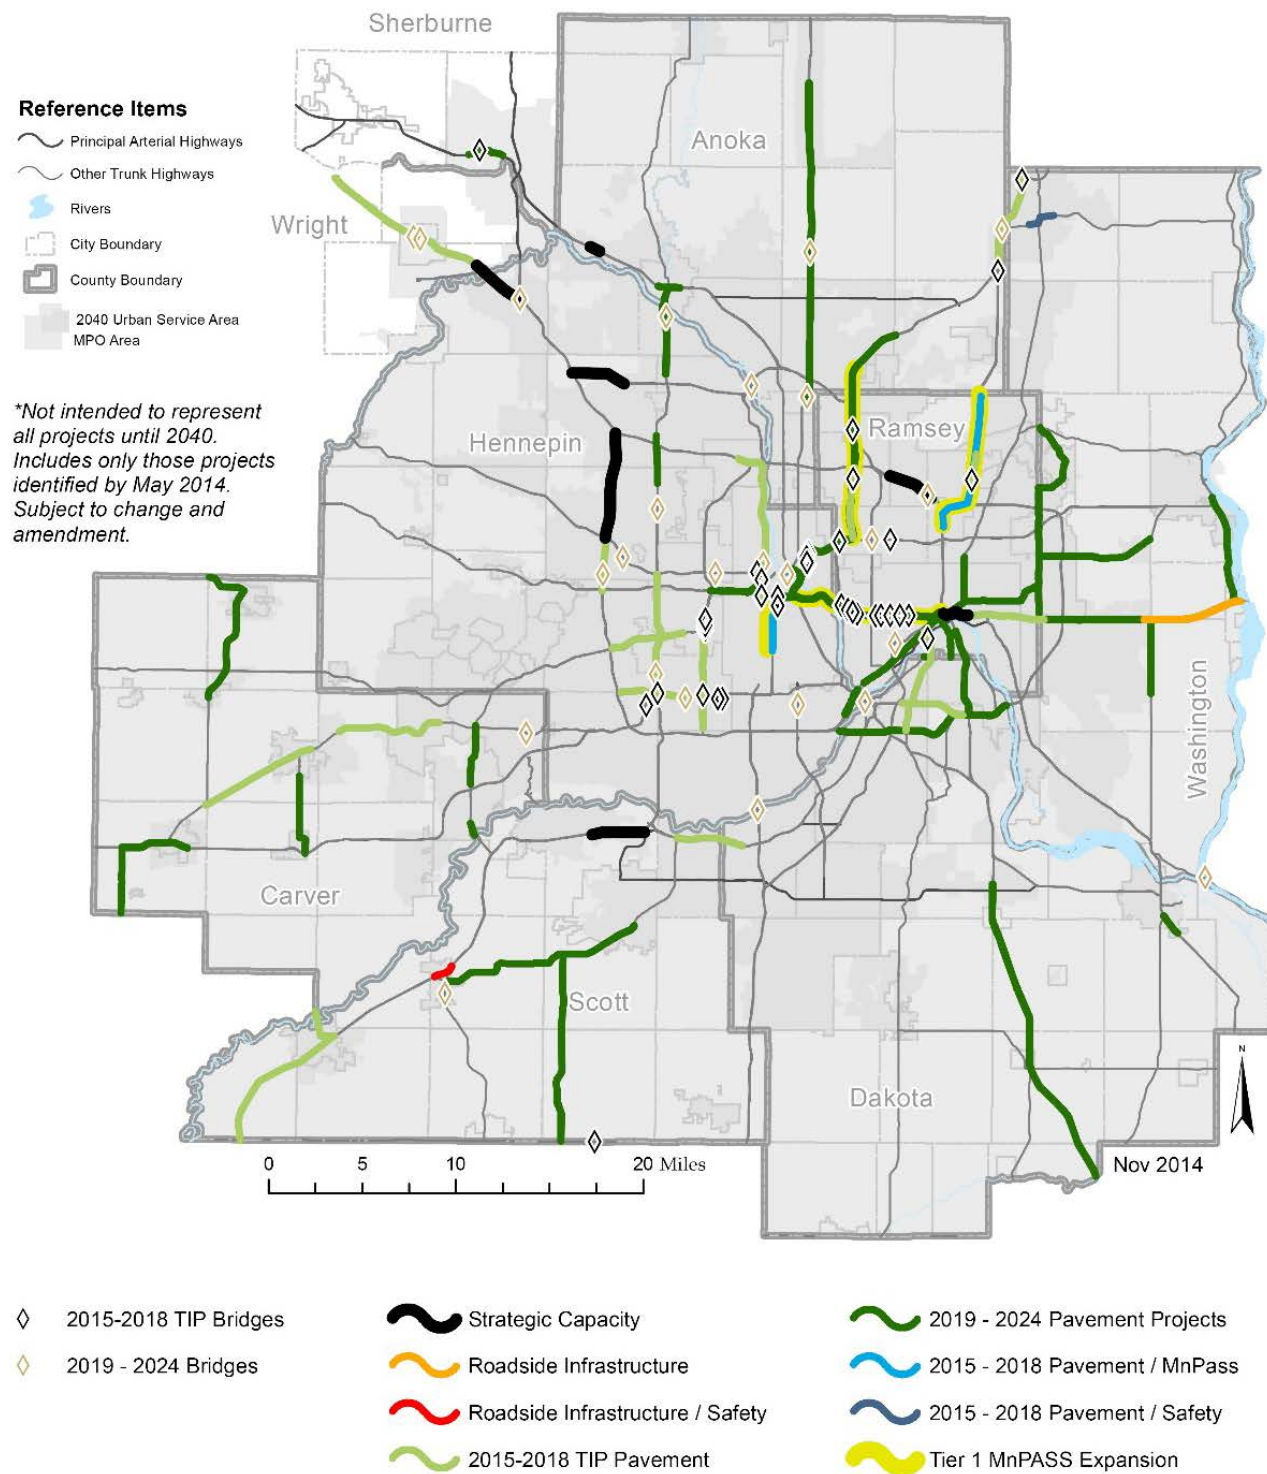 Sherburne
Reference Items
Principal Arterial Highways
Other Trunk Highways
Rivers
City Boundary
County Boundary
2040 Urban Service Area
MPO Area
*Not intended to represent
all projects until 2040.
Includes only those projects
identified by May 2014.
Subject to change and
amendment.
Anoka
Wright
Hennepin
Ramsey
Washington
Carver
Scott
Dakota
N
0 5 10 20 Miles
Nov 2014
2015-2018 TIP Bridges
2019 - 2024 Bridges
Strategic Capacity
Roadside Infrastructure
Roadside Infrastructure / Safety
2015-2018 TIP Pavement
2019 - 2024 Pavement Projects
2015 - 2018 Pavement / MnPass
2015 - 2018 Pavement / Safety
Tier 1 MnPASS Expansion